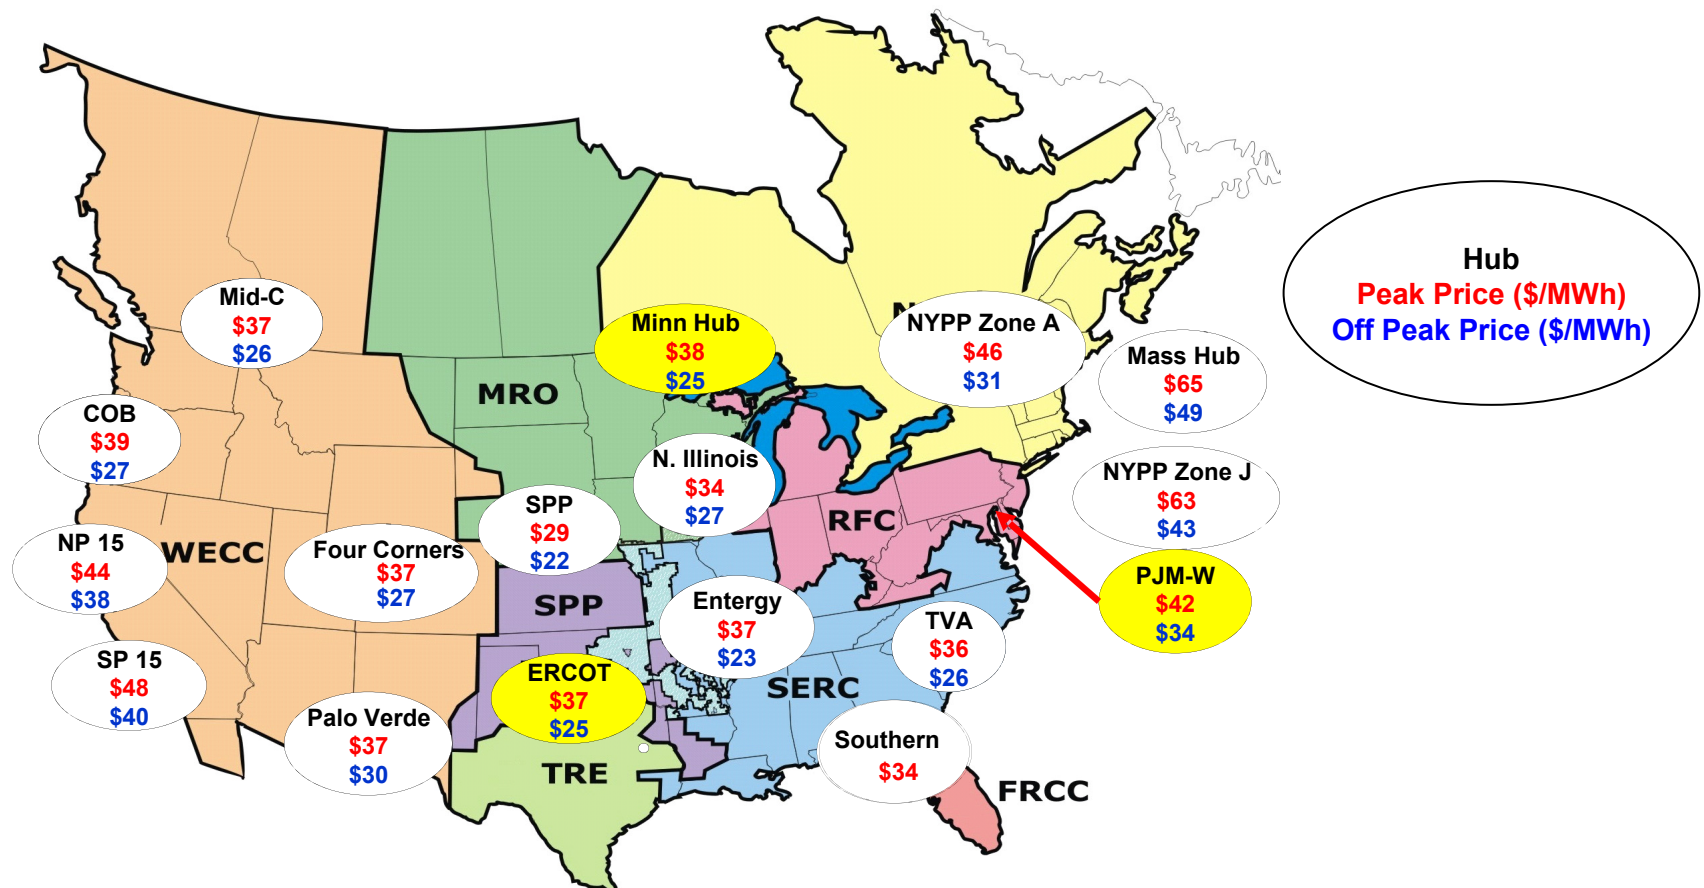 Hub
Peak Price ($/MWh)
Off Peak Price ($/MWh)
Mid-C
$37
$26
Minn Hub
$38
$25
N
NYPP Zone A
$46
$31
Mass Hub
$65
$49
MRO
COB
$39
$27
N. Illinois
$34
$27
NYPP Zone J
$63
$43
SPP
$29
$22
RFC
NP 15
$44
$38
WECC
Four Corners
$37
$27
PJM-W
$42
$34
SPP
Entergy
$37
$23
TVA
$36
$26
SP 15
$48
$40
ERCOT
$37
$25
SERC
Palo Verde
$37
$30
Southern
$34
TRE
FRCC